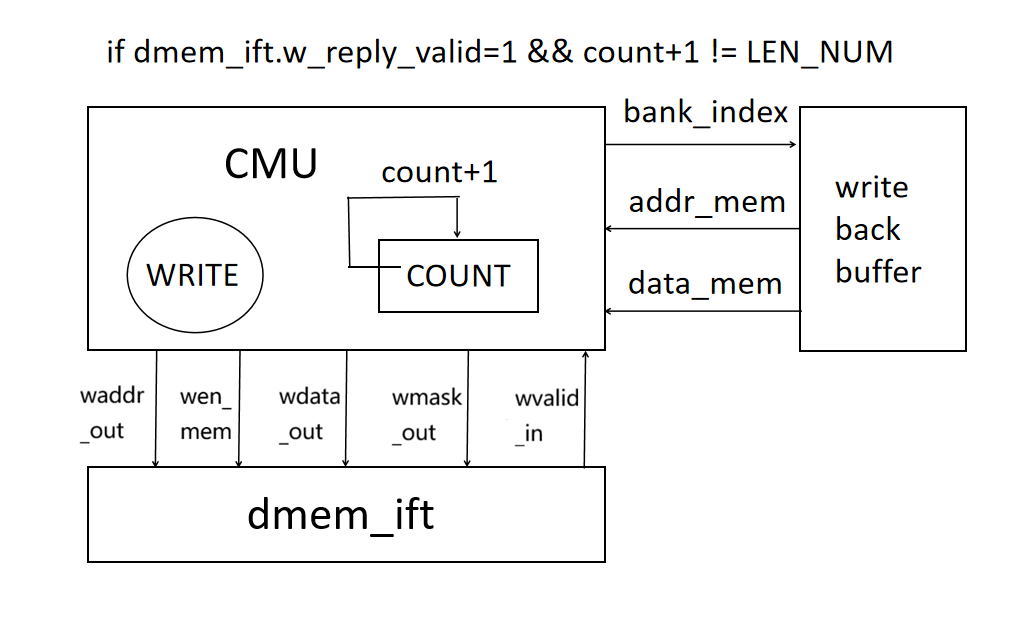 if dmem_ift.w_reply_valid=1 && count+1 != LEN_NUM
bank_index
CMU
count+1
write
addr_mem
back
WRITE
COUNT
buffer
data_mem
waddr
wen_
wdata
wmask
wvalid
_out
mem
_out
_out
_in
dmem_ift